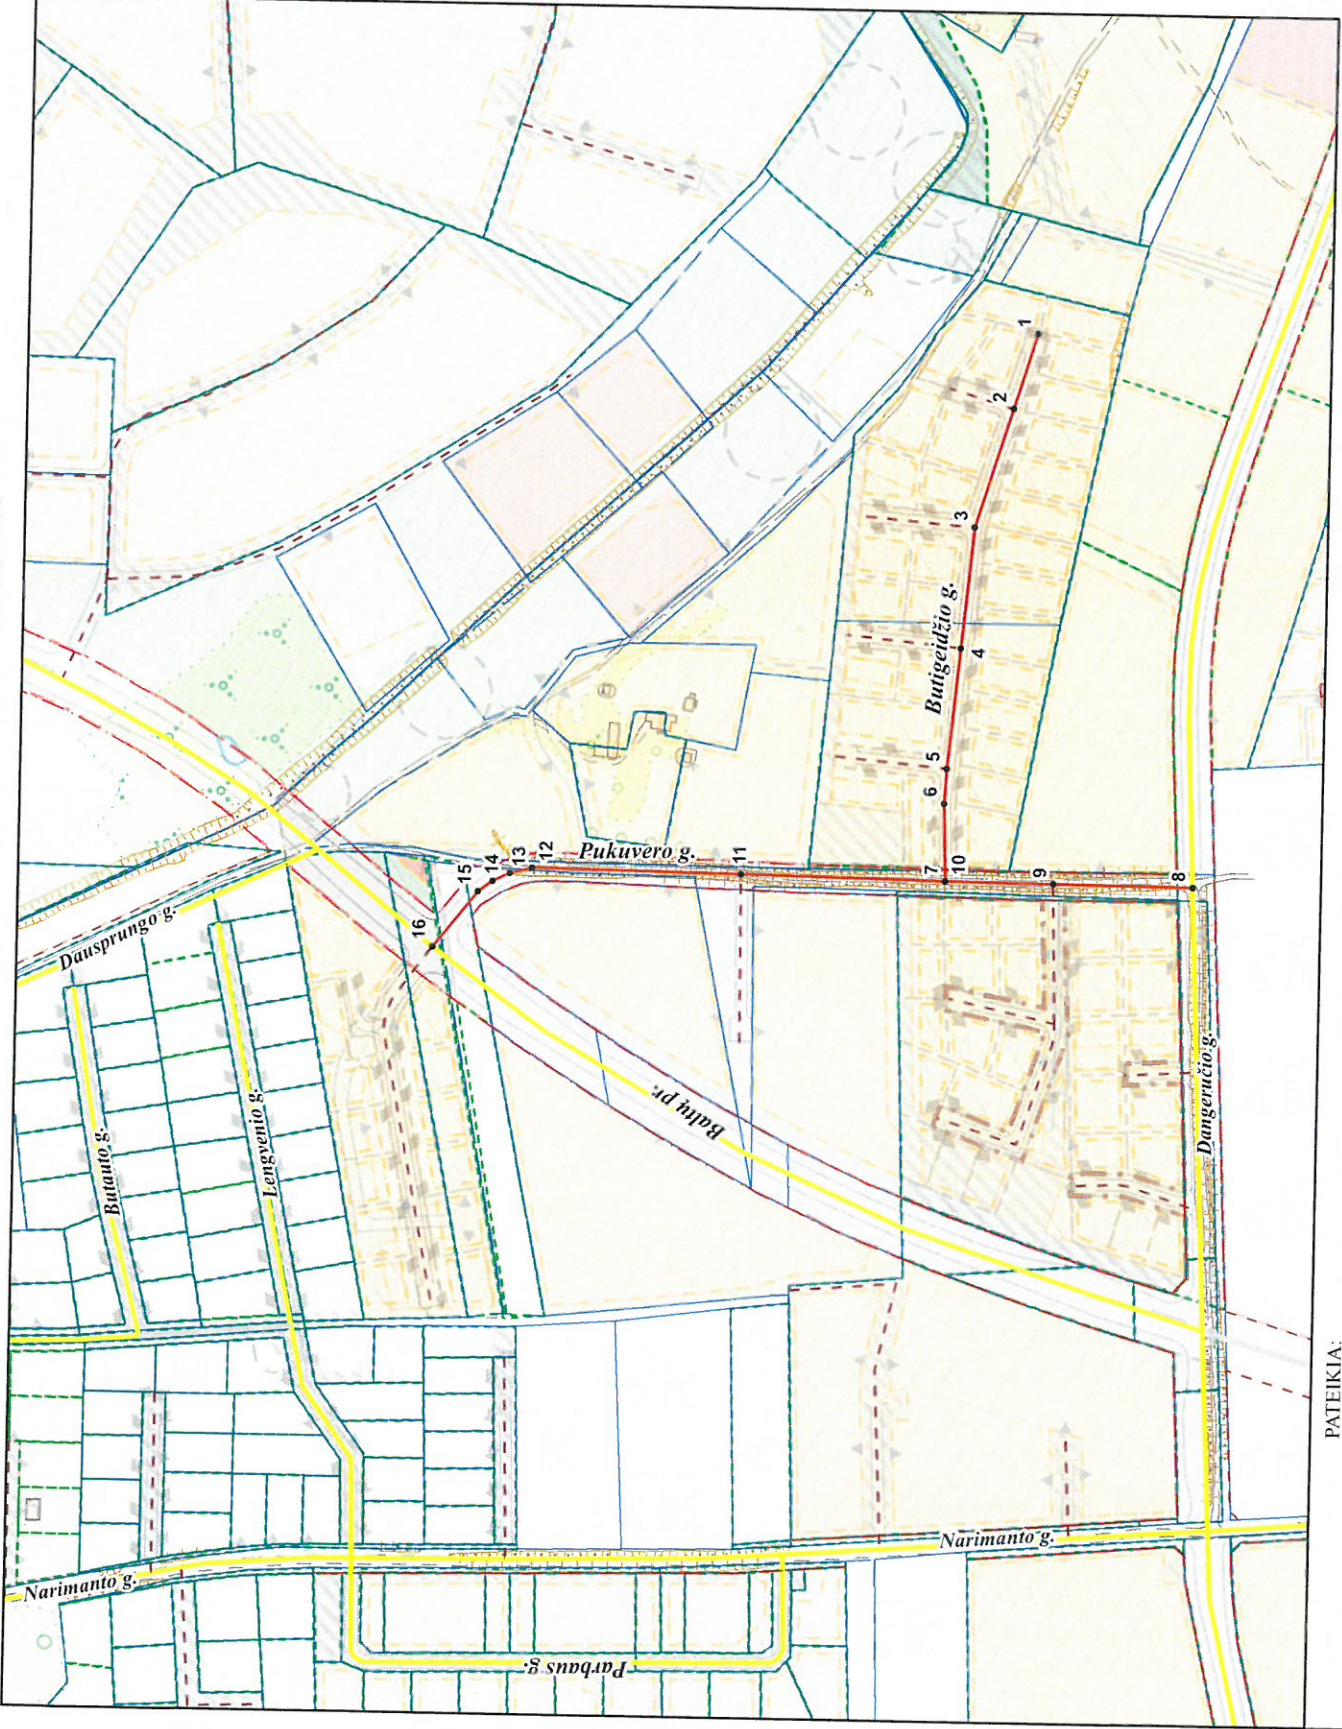 1
2
3
Butigeidžio g.
4
5
6
7
10
9
8
Pukuvero g.
11
12
13
14
15
16
Dausprungo g.
Butauto g.
Lengvenio g.
Baltų pr.
Dangeručio g.
Narimanto g.
Narimanto g.
Parbaus g.
PATEIKIA: